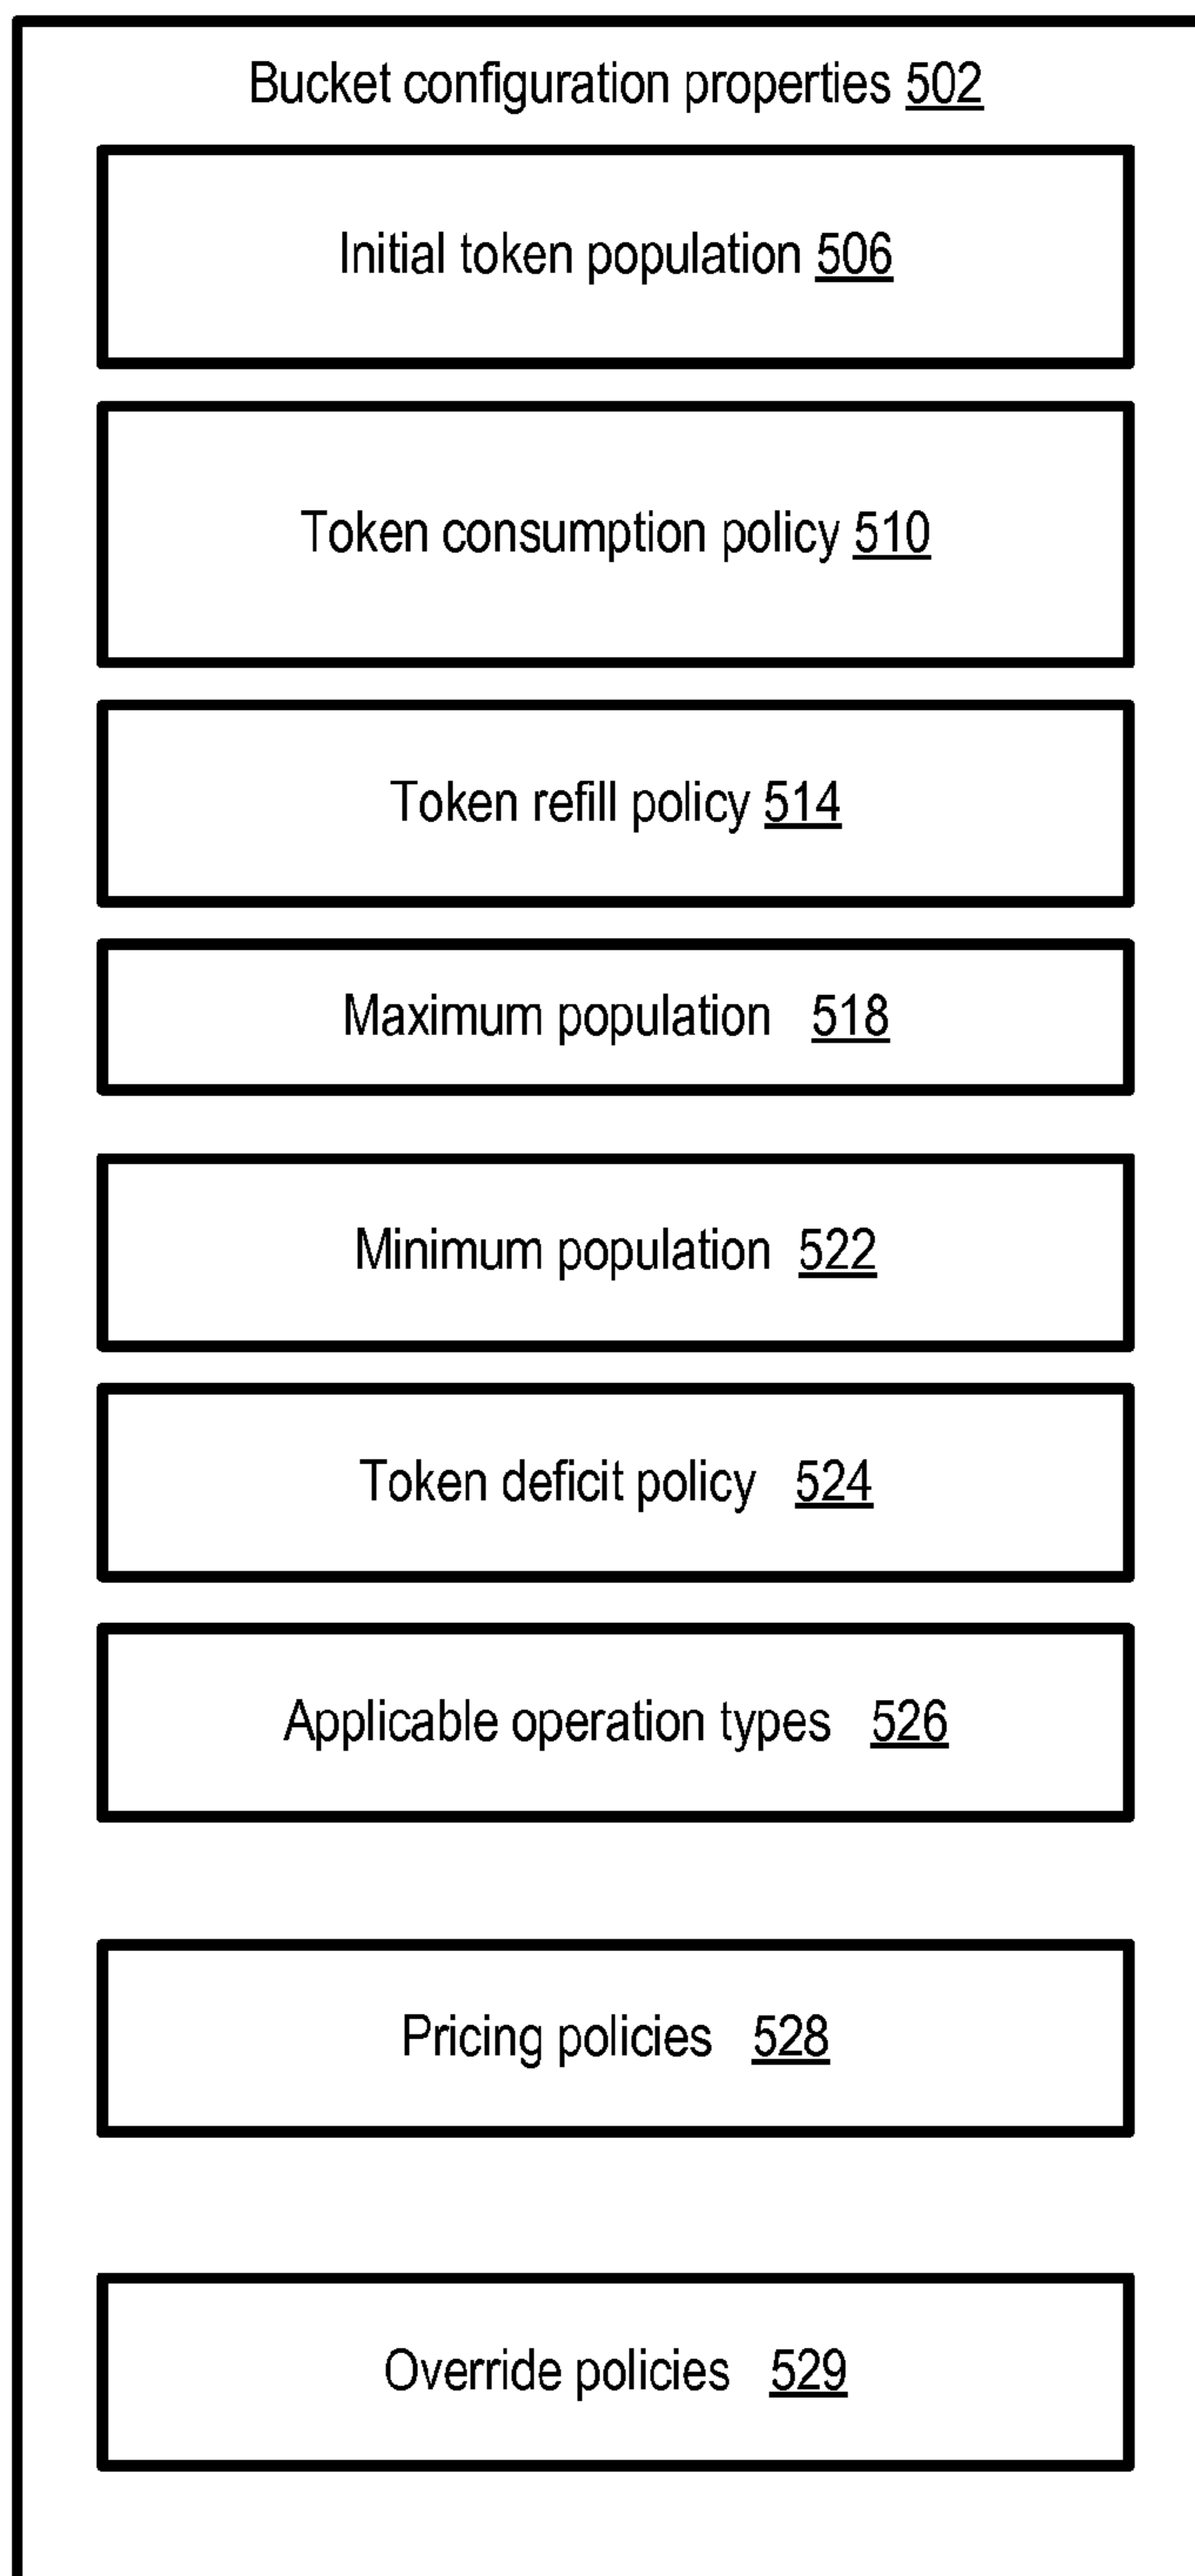 Bucket configuration properties 502
Initial token population 506
Token consumption policy 510
Token refill policy 514
Maximum population 518
Minimum population 522
Token deficit policy 524
Applicable operation types 526
Pricing policies 528
Override policies 529